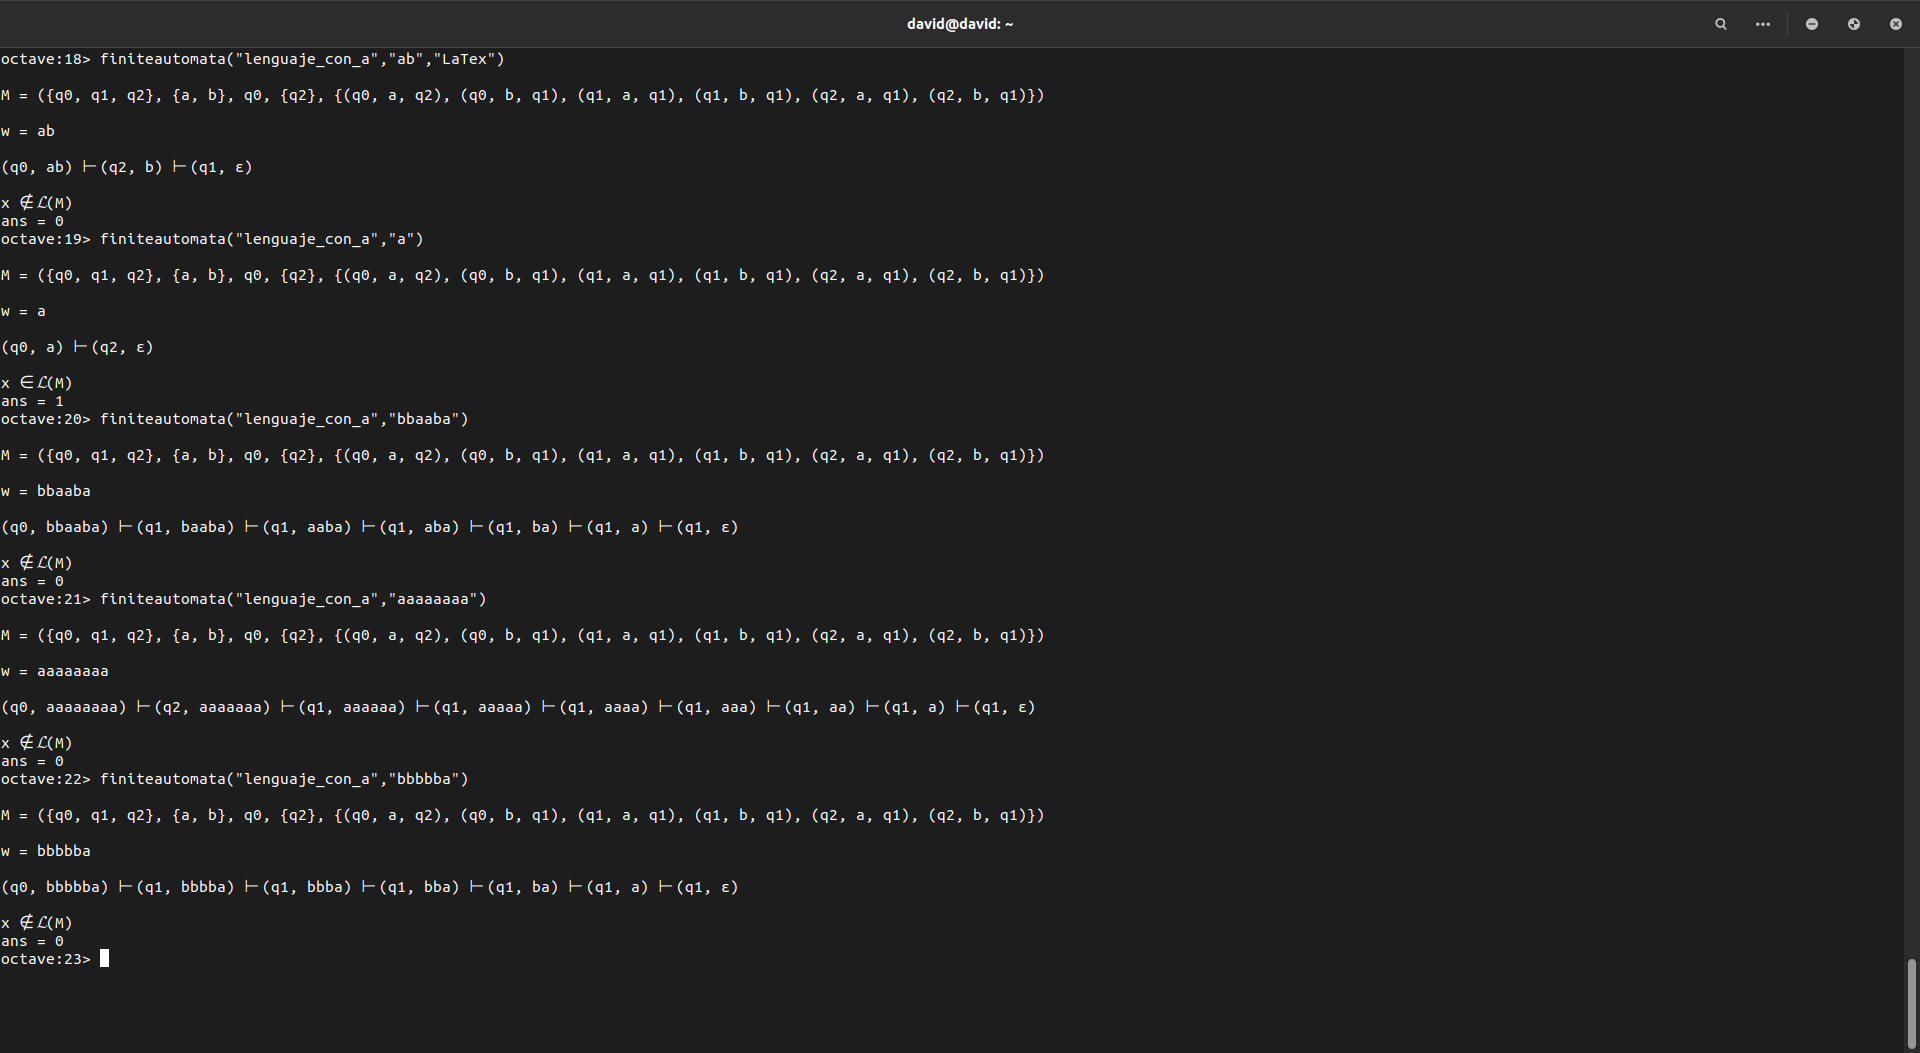 david@david: ~
octave:18> finiteautomata("lenguaje_con_a","ab","LaTex")
M = ({q0, q1, q2}, {a, b}, q0, {q2}, {(q0, a, q2), (q0, b, q1), (q1, a, q1), (q1, b, q1), (q2, a, q1), (q2, b, q1)})
w = ab
(q0, ab) ⊢ (q2, b) ⊢ (q1, ε)
x ∉ ℒ(M)
ans = 0
octave:19> finiteautomata("lenguaje_con_a","a")
M = ({q0, q1, q2}, {a, b}, q0, {q2}, {(q0, a, q2), (q0, b, q1), (q1, a, q1), (q1, b, q1), (q2, a, q1), (q2, b, q1)})
w = a
(q0, a) ⊢ (q2, ε)
x ∈ ℒ(M)
ans = 1
octave:20> finiteautomata("lenguaje_con_a","bbaaba")
M = ({q0, q1, q2}, {a, b}, q0, {q2}, {(q0, a, q2), (q0, b, q1), (q1, a, q1), (q1, b, q1), (q2, a, q1), (q2, b, q1)})
w = bbaaba
(q0, bbaaba) ⊢ (q1, baaba) ⊢ (q1, aaba) ⊢ (q1, aba) ⊢ (q1, ba) ⊢ (q1, a) ⊢ (q1, ε)
x ∉ ℒ(M)
ans = 0
octave:21> finiteautomata("lenguaje_con_a","aaaaaaaa")
M = ({q0, q1, q2}, {a, b}, q0, {q2}, {(q0, a, q2), (q0, b, q1), (q1, a, q1), (q1, b, q1), (q2, a, q1), (q2, b, q1)})
w = aaaaaaaa
(q0, aaaaaaaa) ⊢ (q2, aaaaaaa) ⊢ (q1, aaaaaa) ⊢ (q1, aaaaa) ⊢ (q1, aaaa) ⊢ (q1, aaa) ⊢ (q1, aa) ⊢ (q1, a) ⊢ (q1, ε)
x ∉ ℒ(M)
ans = 0
octave:22> finiteautomata("lenguaje_con_a","bbbbba")
M = ({q0, q1, q2}, {a, b}, q0, {q2}, {(q0, a, q2), (q0, b, q1), (q1, a, q1), (q1, b, q1), (q2, a, q1), (q2, b, q1)})
w = bbbbba
(q0, bbbbba) ⊢ (q1, bbbba) ⊢ (q1, bbba) ⊢ (q1, bba) ⊢ (q1, ba) ⊢ (q1, a) ⊢ (q1, ε)
x ∉ ℒ(M)
ans = 0
octave:23>